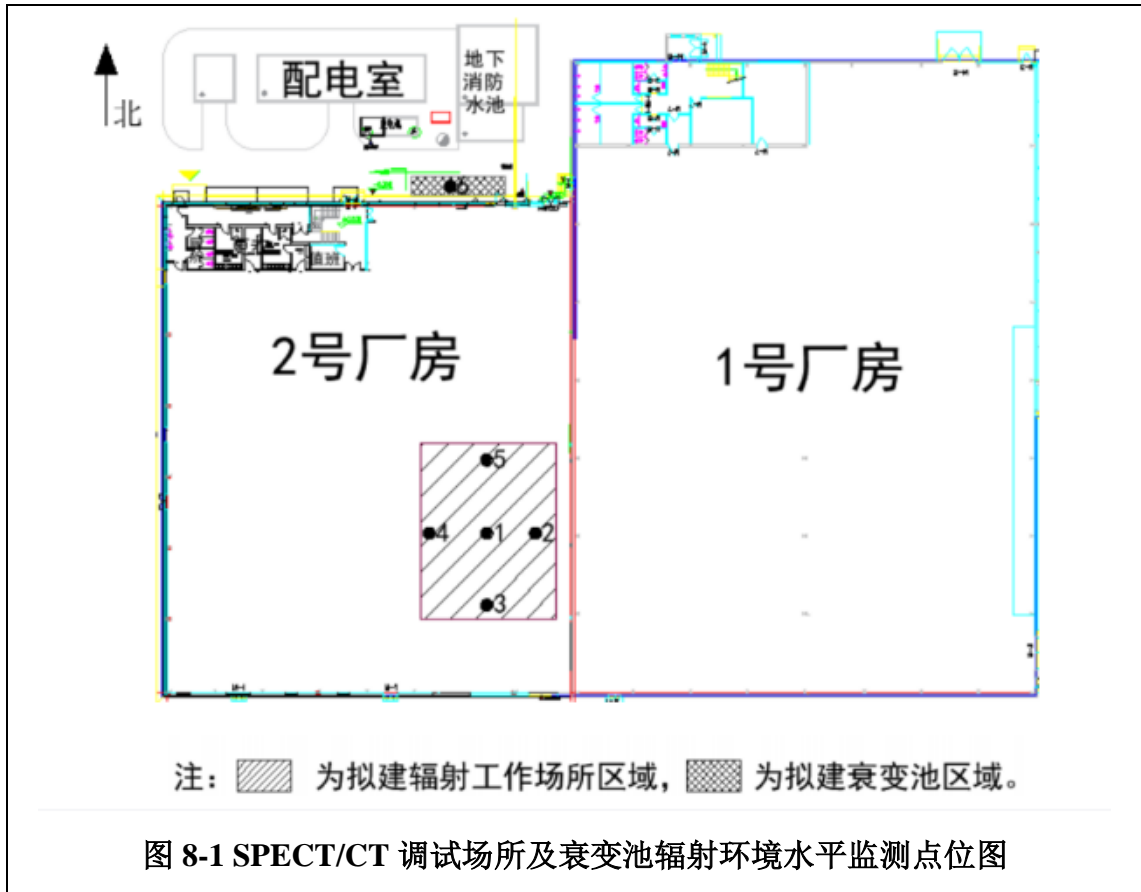 北
配电室
地下
消防
水池
6
值班
2号厂房
1号厂房
5
4 1 2
3
注： 为拟建辐射工作场所区域， 为拟建衰变池区域。
图 8-1 SPECT/CT 调试场所及衰变池辐射环境水平监测点位图